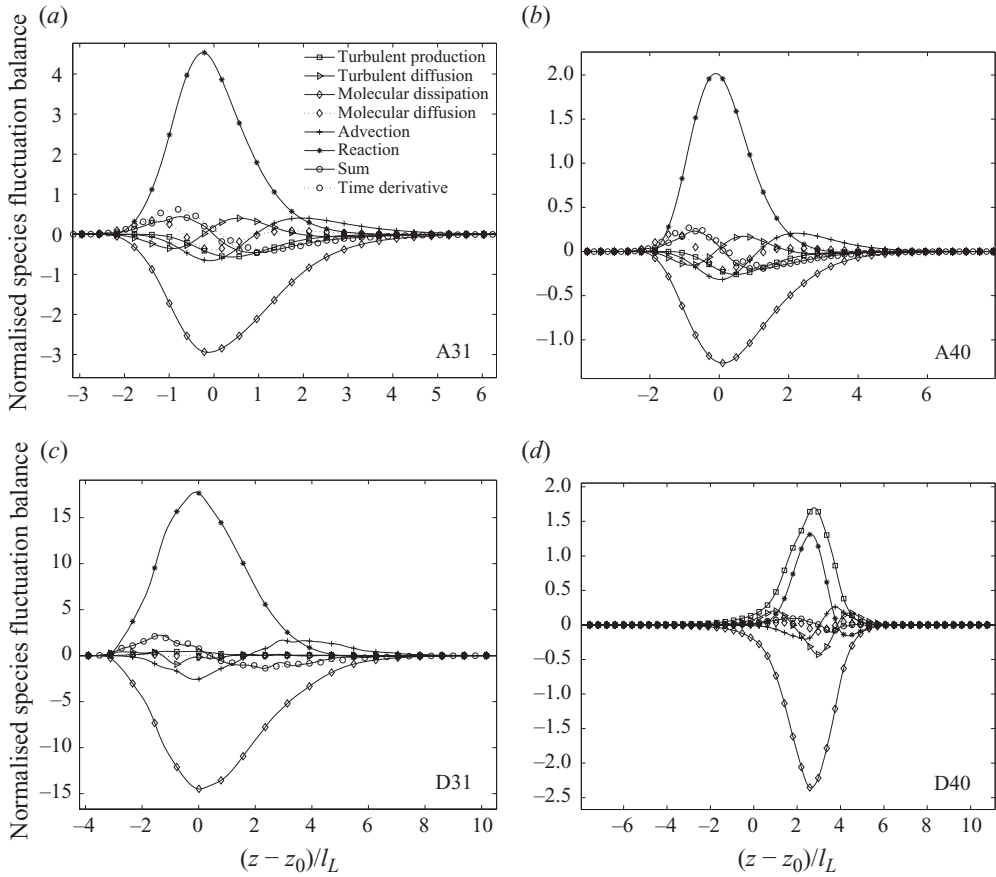 (a)
Normalised species fluctuation balance
4
3
2
1
0
–1
–2
–3
Turbulent production
Turbulent diffusion
Molecular dissipation
Molecular diffusion
Advection
Reaction
Sum
Time derivative
A31
–3 –2 –1 0 1 2 3 4 5 6
(b)
2.0
1.5
1.0
0.5
0
–0.5
–1.0
A40
–2 0 2 4 6
(c)
Normalised species fluctuation balance
15
10
5
0
–5
–10
–15
D31
–4 –2 0 2 4 6 8 10
(z – z0)/lL
(d)
2.0
1.5
1.0
0.5
0
–0.5
–1.0
–1.5
–2.0
–2.5
D40
–6 –4 –2 0 2 4 6 8 10
(z – z0)/lL